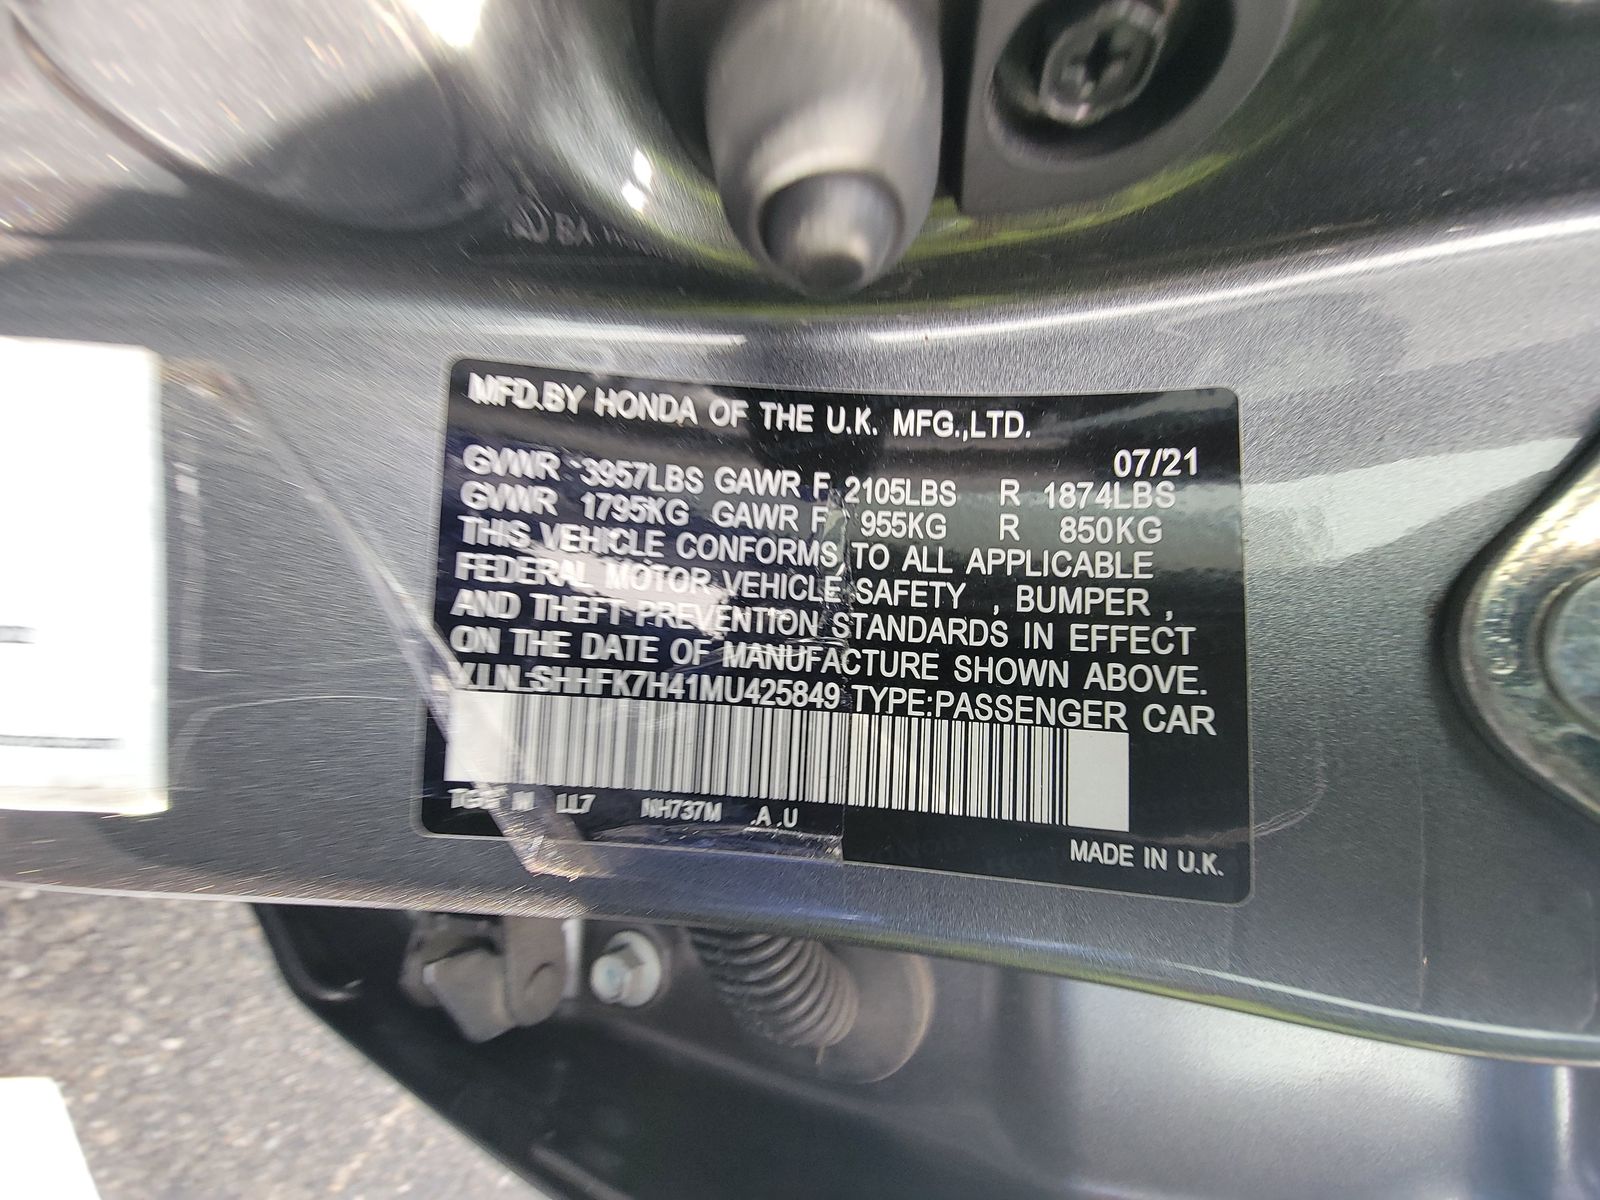 MFD.BY HONDA OF THE U.K. MFG.,LTD.
07/21
GVWR 3957LBS GAWR F 2105LBS R 1874LBS
GVWR 1795KG GAWR F 955KG R 850KG
THIS VEHICLE CONFORMS TO ALL APPLICABLE
FEDERAL MOTOR VEHICLE SAFETY , BUMPER ,
AND THEFT PREVENTION STANDARDS IN EFFECT
ON THE DATE OF MANUFACTURE SHOWN ABOVE.
SHHFK7H41MU425849 TYPE:PASSENGER CAR
NH737M .A .U
MADE IN U.K.